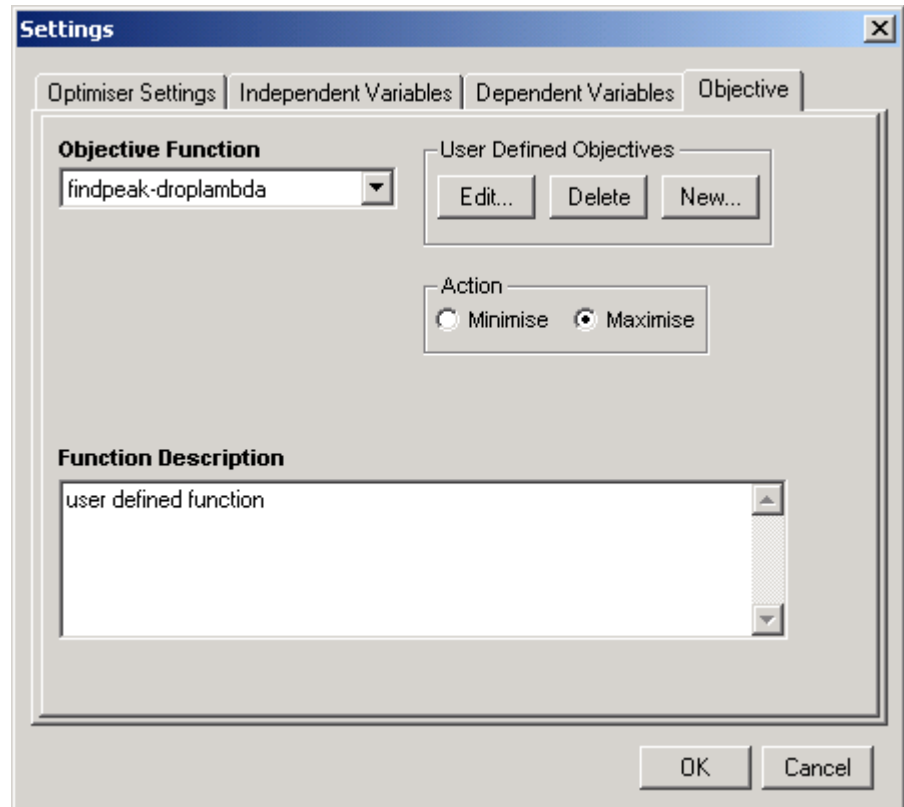 Settings
Optimiser Settings Independent Variables Dependent Variables Objective
Objective Function
findpeak-droplambda
User Defined Objectives
Edit... Delete New...
Action
Minimise Maximise
Function Description
user defined function
OK Cancel